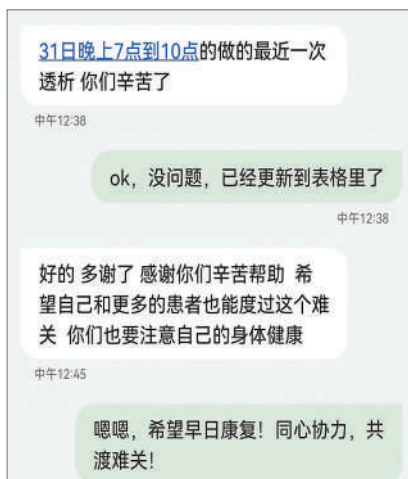 31日晚上7点到10点的做的最近一次
透析 你们辛苦了
中午12:38
ok，没问题，已经更新到表格里了
中午12:38
好的 多谢了 感谢你们辛苦帮助 希
望自己和更多的患者也能度过这个难
关 你们也要注意自己的身体健康
中午12:45
嗯嗯，希望早日康复！同心协力，共
渡难关！